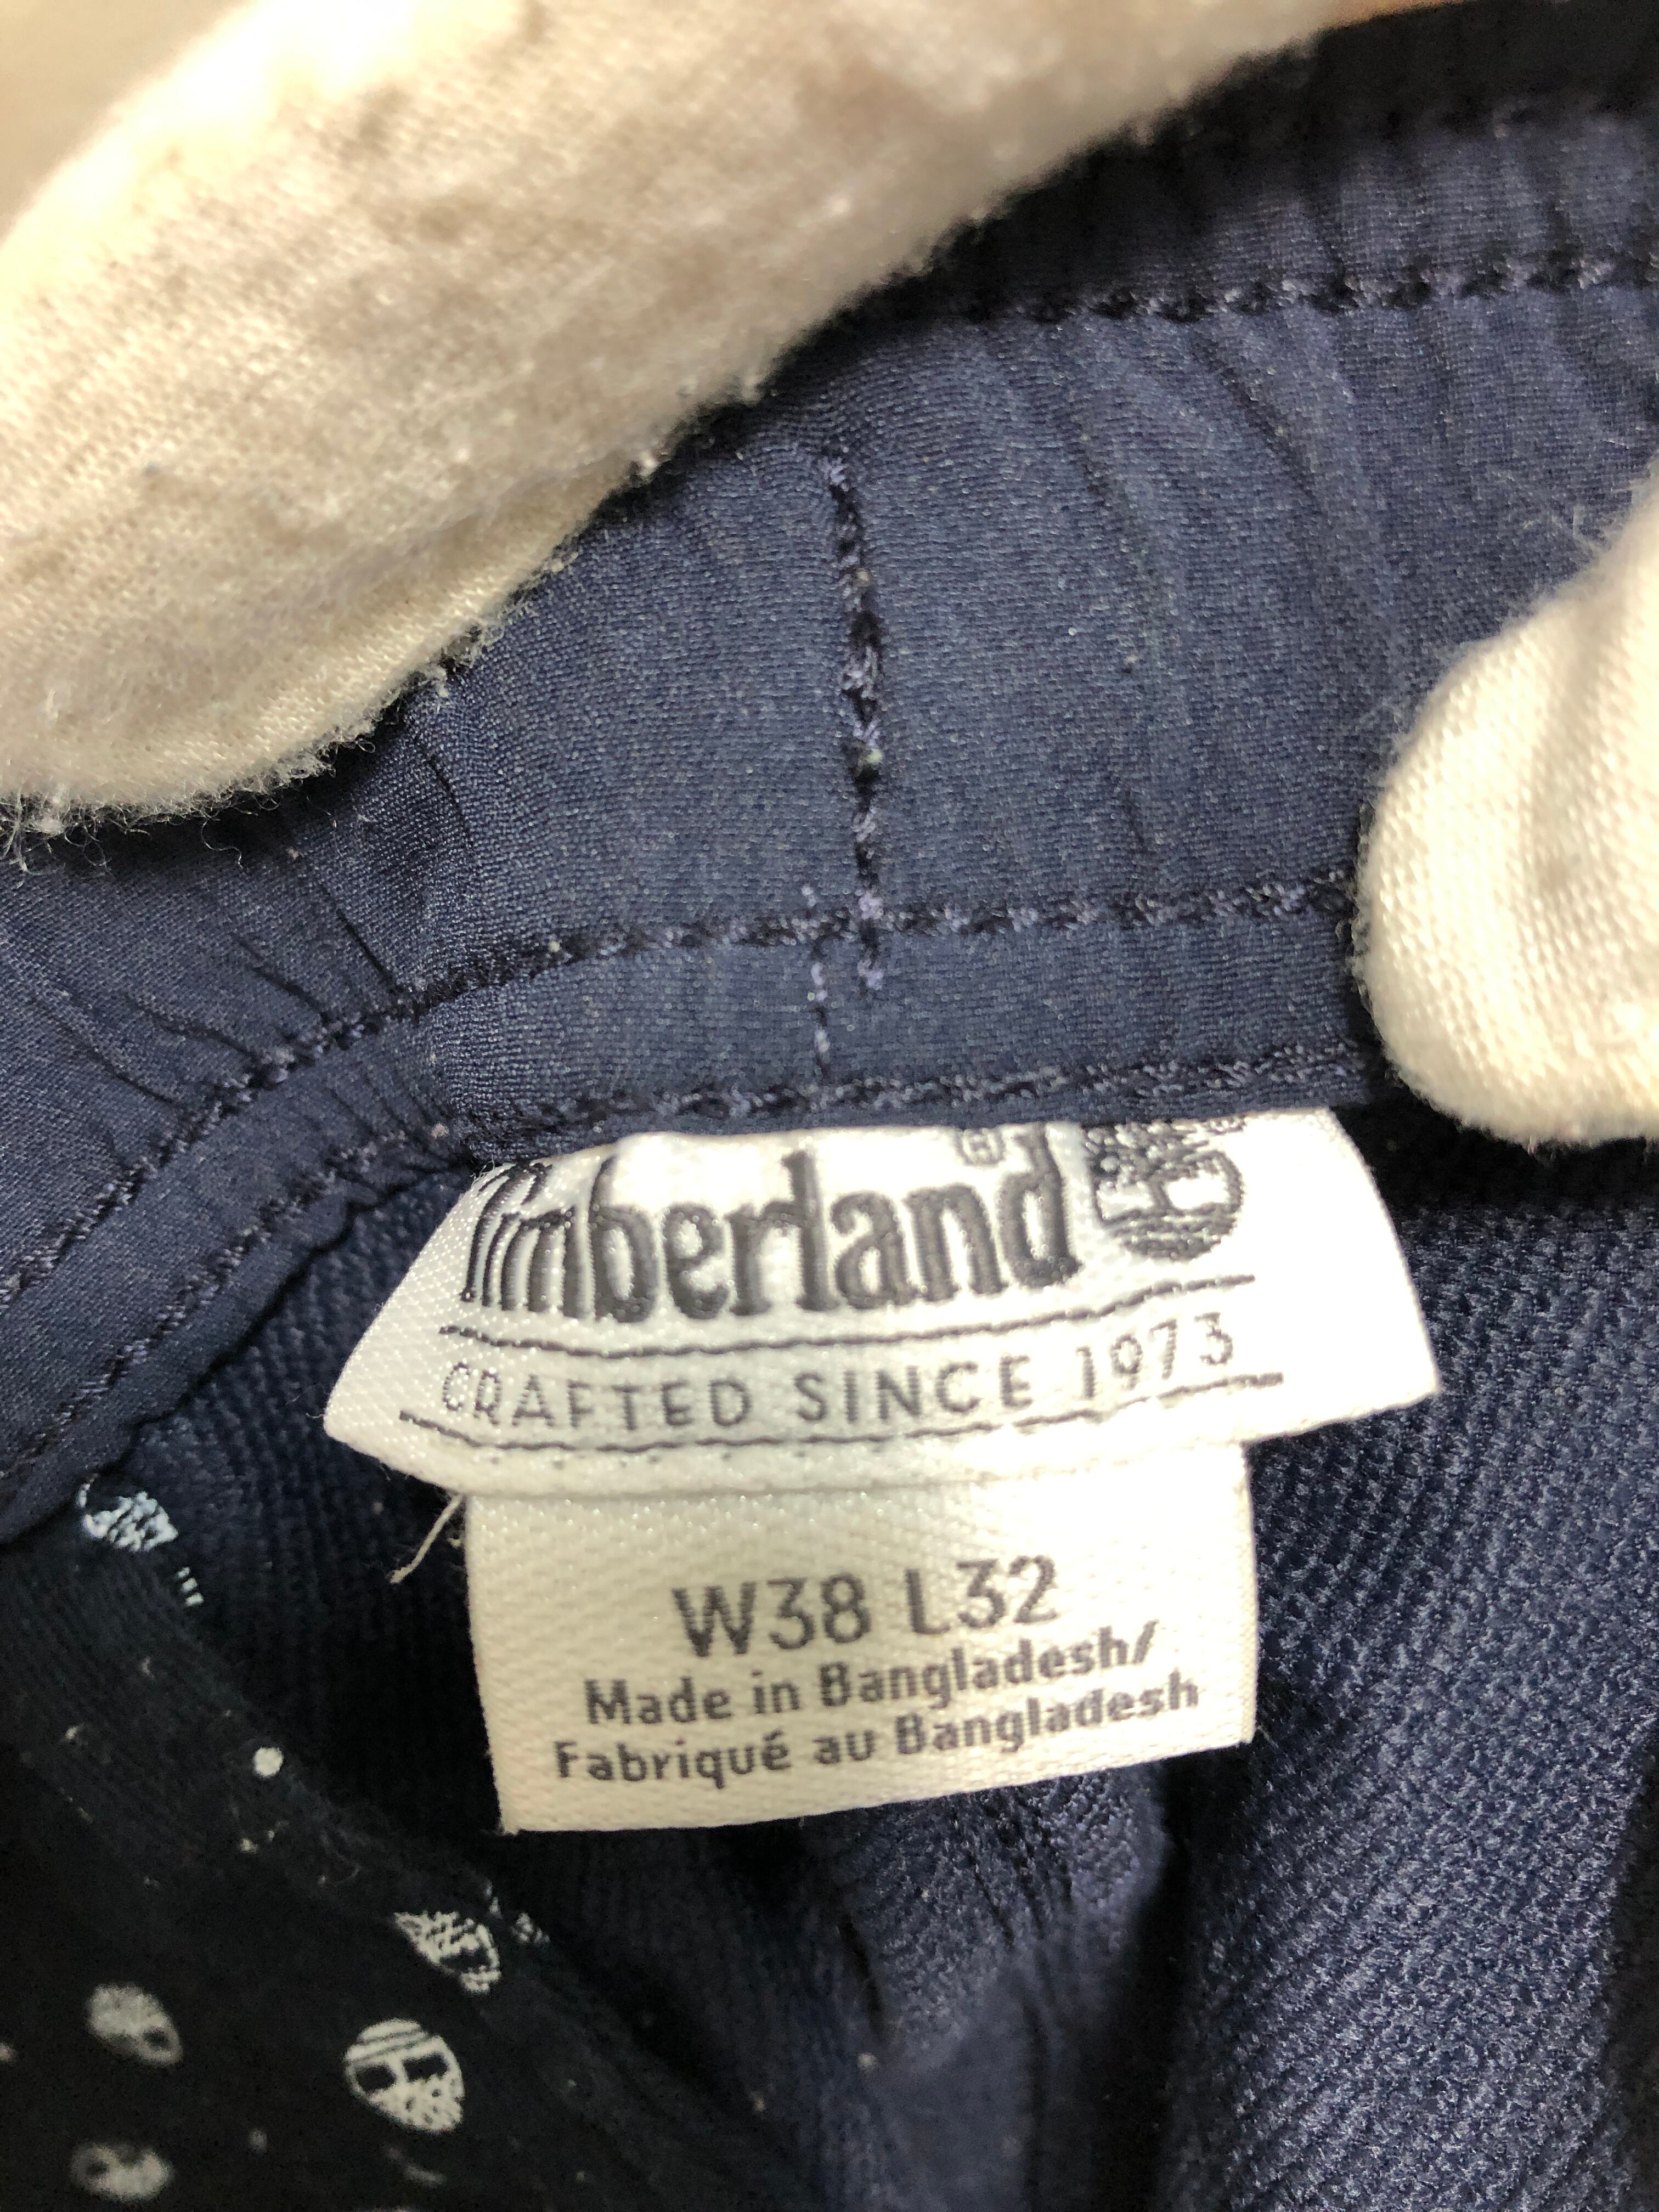 Timberland®
CRAFTED SINCE 1973
W38 L32
Made in Bangladesh/
Fabriqué au Bangladesh